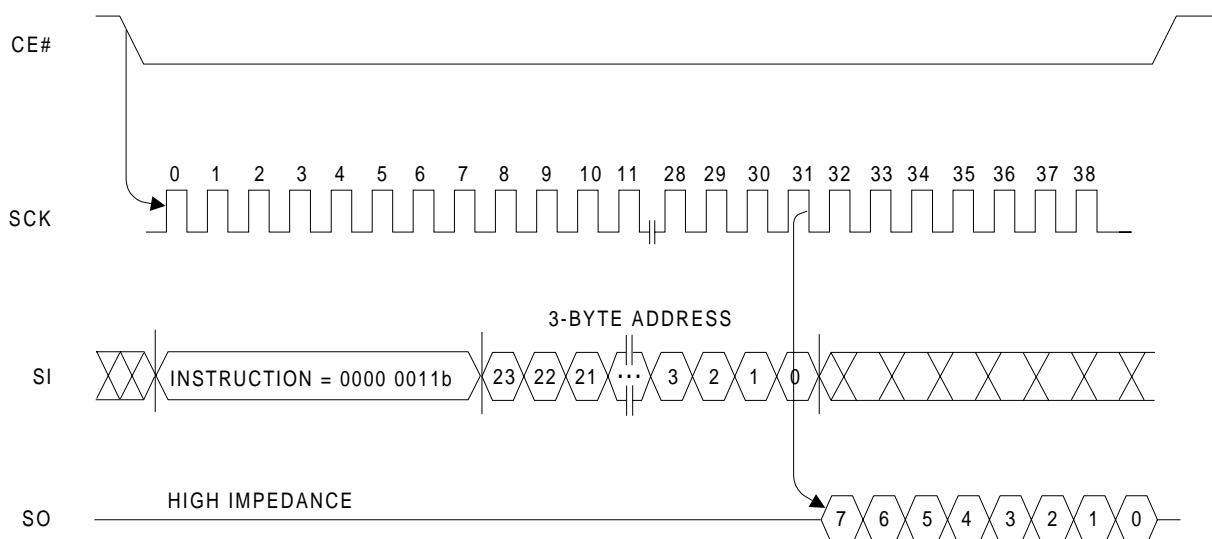 CE#
0 1 2 3 4 5 6 7 8 9 10 11 28 29 30 31 32 33 34 35 36 37 38
SCK
3-BYTE ADDRESS
SI INSTRUCTION = 0000 0011b 23 22 21 ... 3 2 1 0
HIGH IMPEDANCE
SO 7 6 5 4 3 2 1 0